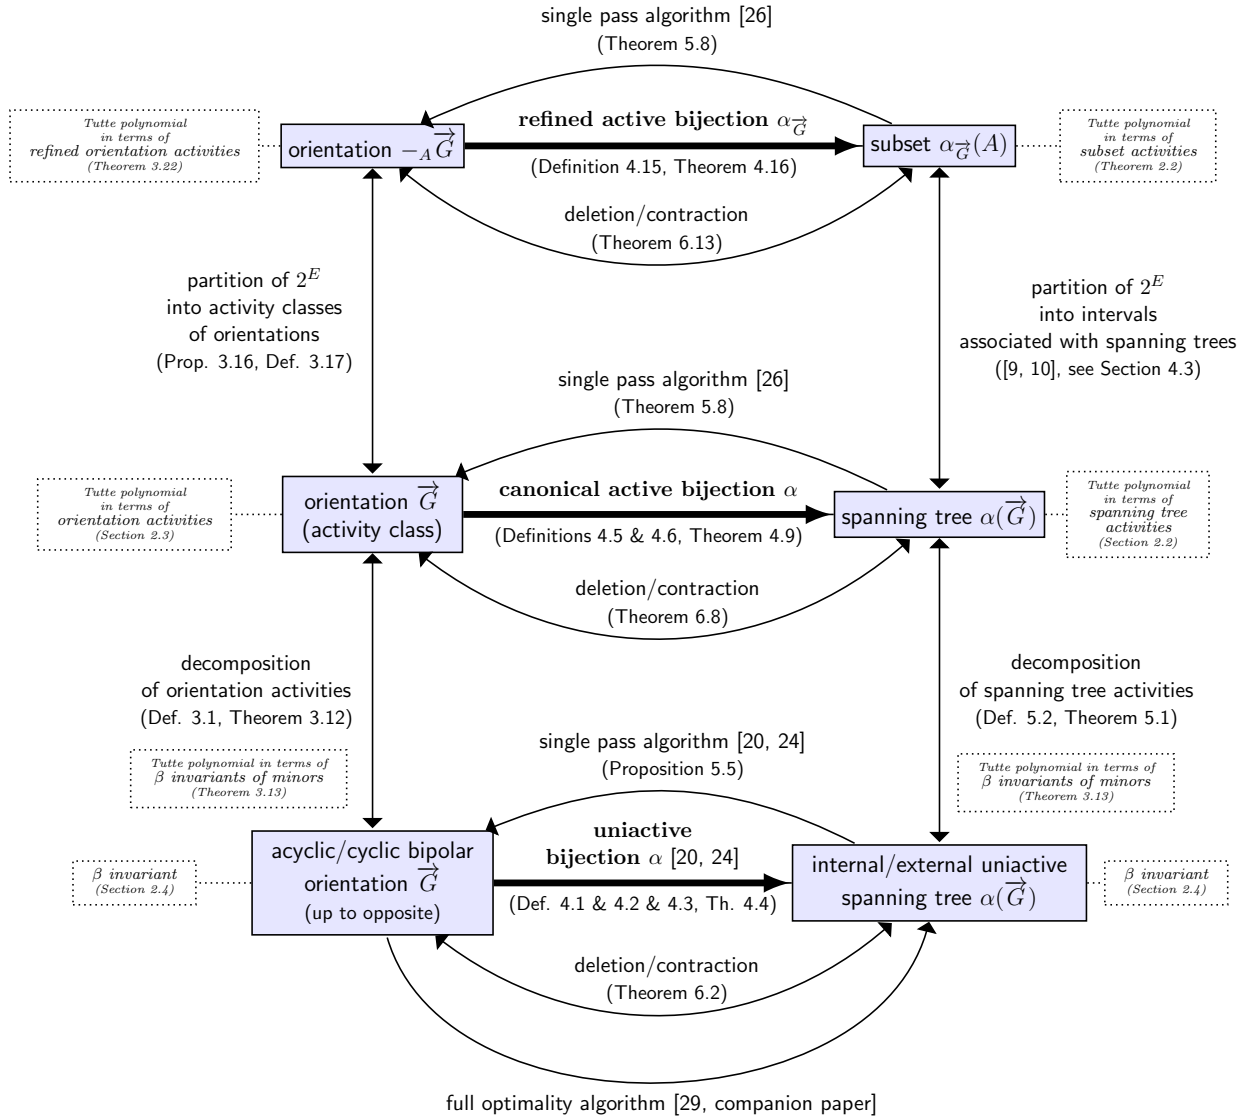 single pass algorithm [26]
(Theorem 5.8)
Tutte polynomial
in terms of
refined orientation activities
(Theorem 3.22)
orientation −_A G⃗
refined active bijection α_G⃗
(Definition 4.15, Theorem 4.16)
subset α_G⃗(A)
Tutte polynomial
in terms of
subset activities
(Theorem 2.2)
deletion/contraction
(Theorem 6.13)
partition of 2^E
into activity classes
of orientations
(Prop. 3.16, Def. 3.17)
partition of 2^E
into intervals
associated with spanning trees
([9, 10], see Section 4.3)
single pass algorithm [26]
(Theorem 5.8)
Tutte polynomial
in terms of
orientation activities
(Section 2.3)
orientation G⃗
(activity class)
canonical active bijection α
(Definitions 4.5 & 4.6, Theorem 4.9)
spanning tree α(G⃗)
Tutte polynomial
in terms of
spanning tree
activities
(Section 2.2)
deletion/contraction
(Theorem 6.8)
decomposition
of orientation activities
(Def. 3.1, Theorem 3.12)
decomposition
of spanning tree activities
(Def. 5.2, Theorem 5.1)
Tutte polynomial in terms of
β invariants of minors
(Theorem 3.13)
single pass algorithm [20, 24]
(Proposition 5.5)
Tutte polynomial in terms of
β invariants of minors
(Theorem 3.13)
β invariant
(Section 2.4)
acyclic/cyclic bipolar
orientation G⃗
(up to opposite)
uniactive
bijection α [20, 24]
(Def. 4.1 & 4.2 & 4.3, Th. 4.4)
internal/external uniactive
spanning tree α(G⃗)
β invariant
(Section 2.4)
deletion/contraction
(Theorem 6.2)
full optimality algorithm [29, companion paper]